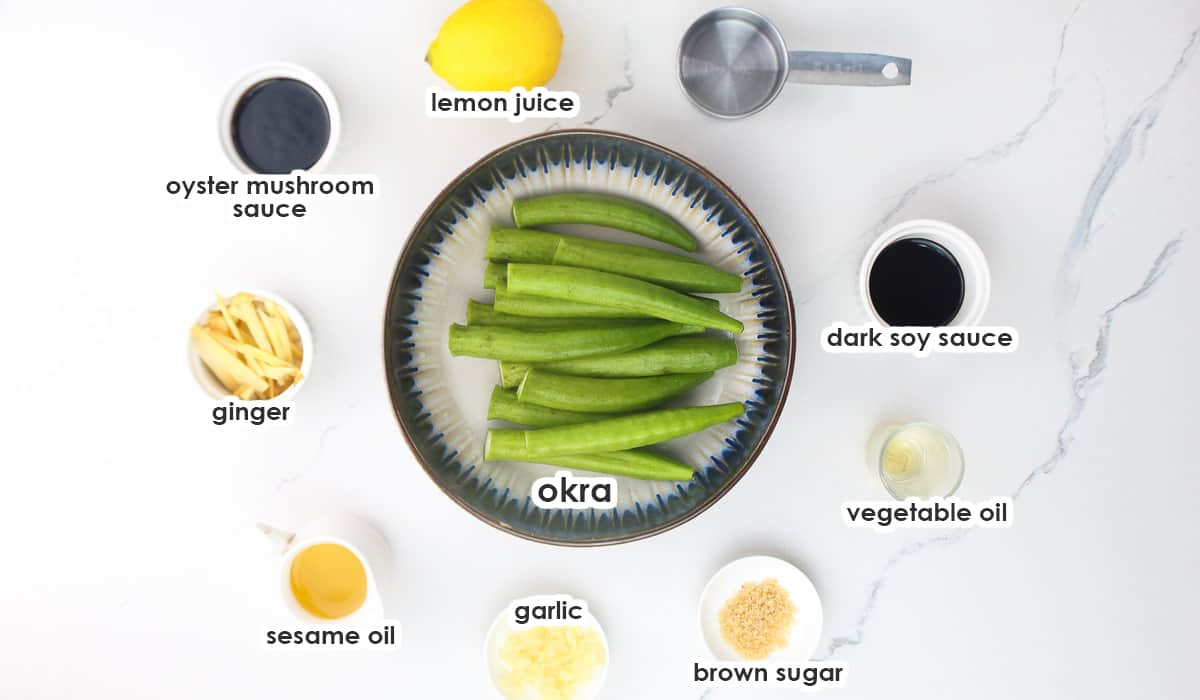 lemon juice
oyster mushroom
sauce
dark soy sauce
ginger
okra
vegetable oil
garlic
sesame oil
brown sugar